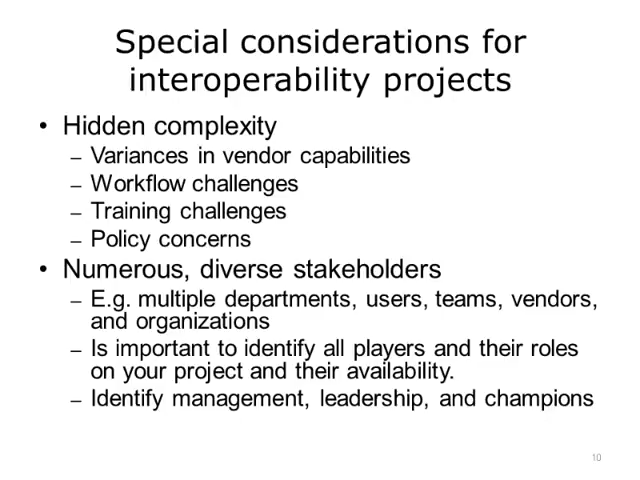 Special considerations for
interoperability projects
• Hidden complexity
– Variances in vendor capabilities
– Workflow challenges
– Training challenges
– Policy concerns
• Numerous, diverse stakeholders
– E.g. multiple departments, users, teams, vendors,
and organizations
– Is important to identify all players and their roles
on your project and their availability.
– Identify management, leadership, and champions
10